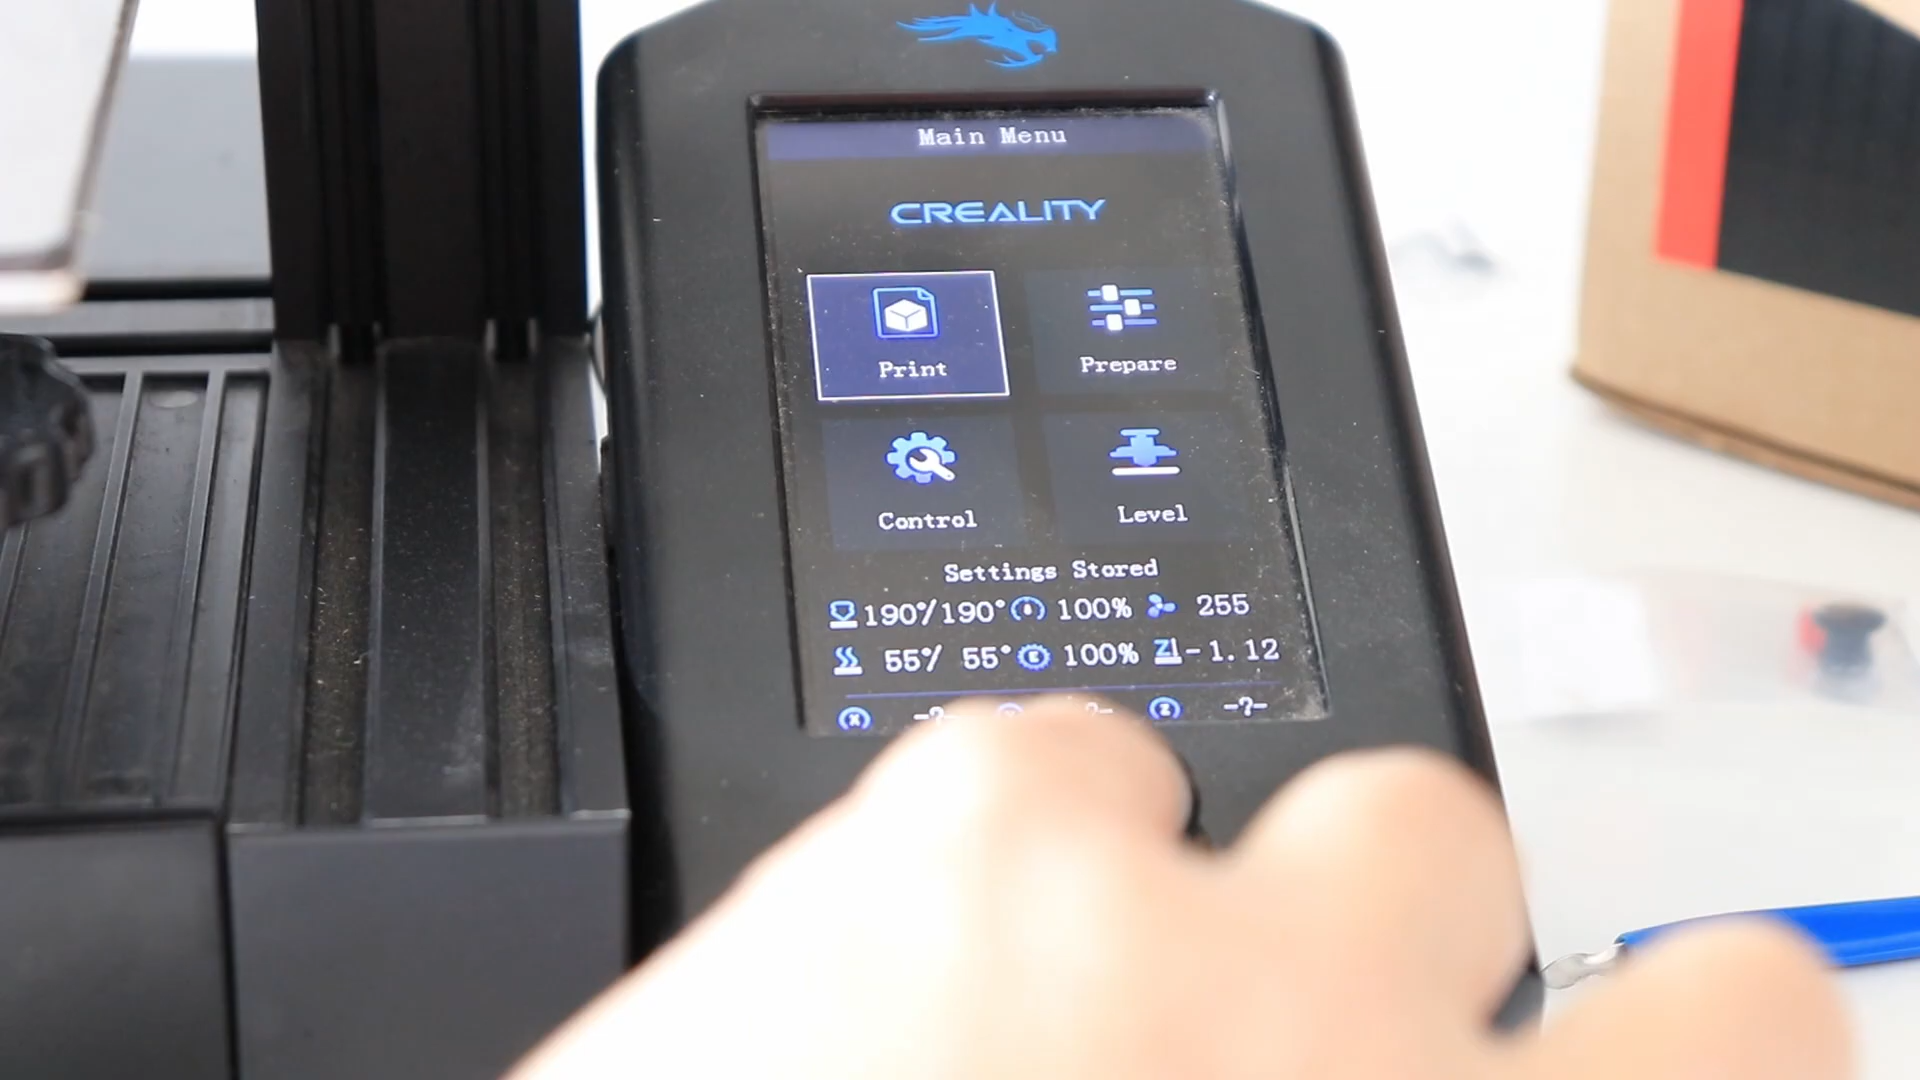 Main Menu
CREALITY
Print
Prepare
Control
Level
Settings Stored
190°/190° 100% 255
55°/ 55° E 100% Z -1.12
X -?- ?- Z -?-